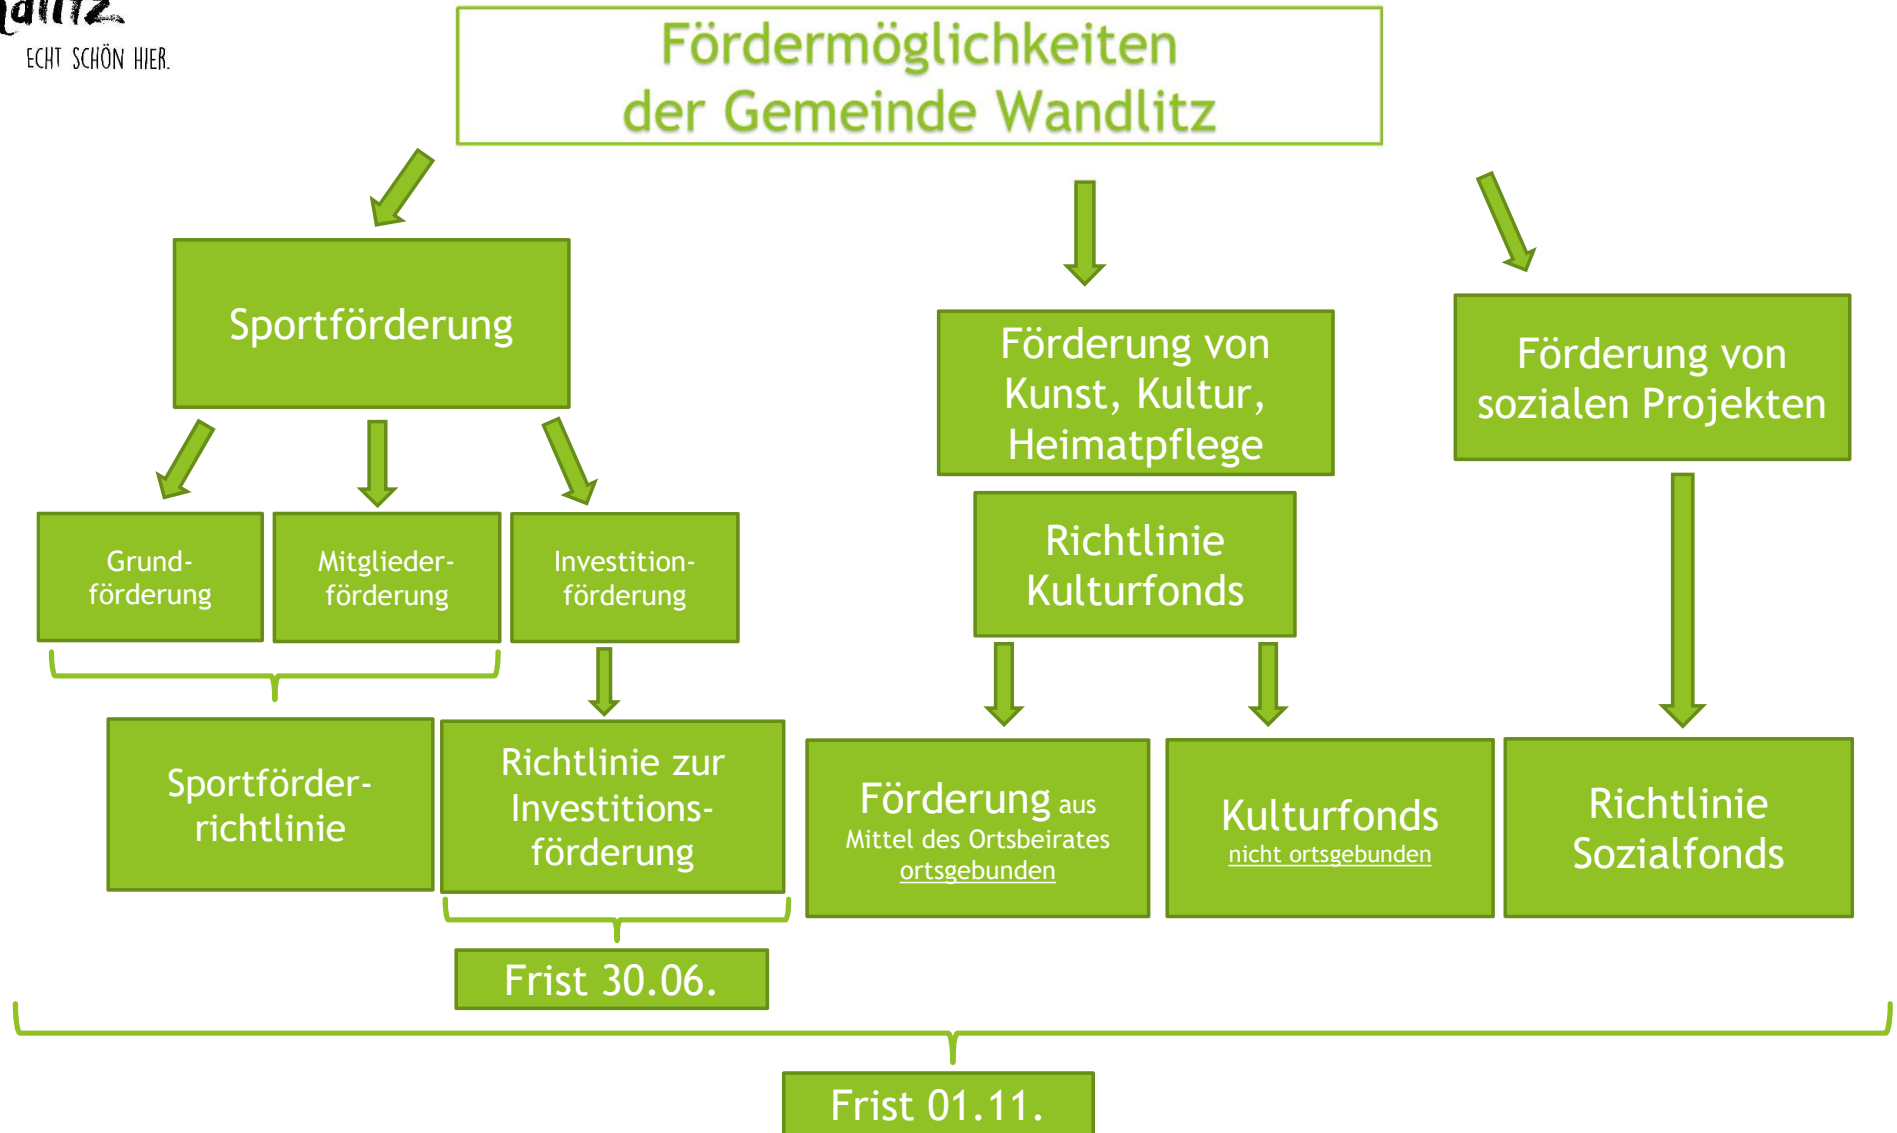 ECHT SCHÖN HIER.
Fördermöglichkeiten
der Gemeinde Wandlitz
Sportförderung
Förderung von
Kunst, Kultur,
Heimatpflege
Förderung von
sozialen Projekten
Grund-
förderung
Mitglieder-
förderung
Investition-
förderung
Richtlinie
Kulturfonds
Sportförder-
richtlinie
Richtlinie zur
Investitions-
förderung
Förderung aus
Mittel des Ortsbeirates
ortsgebunden
Kulturfonds
nicht ortsgebunden
Richtlinie
Sozialfonds
Frist 30.06.
Frist 01.11.